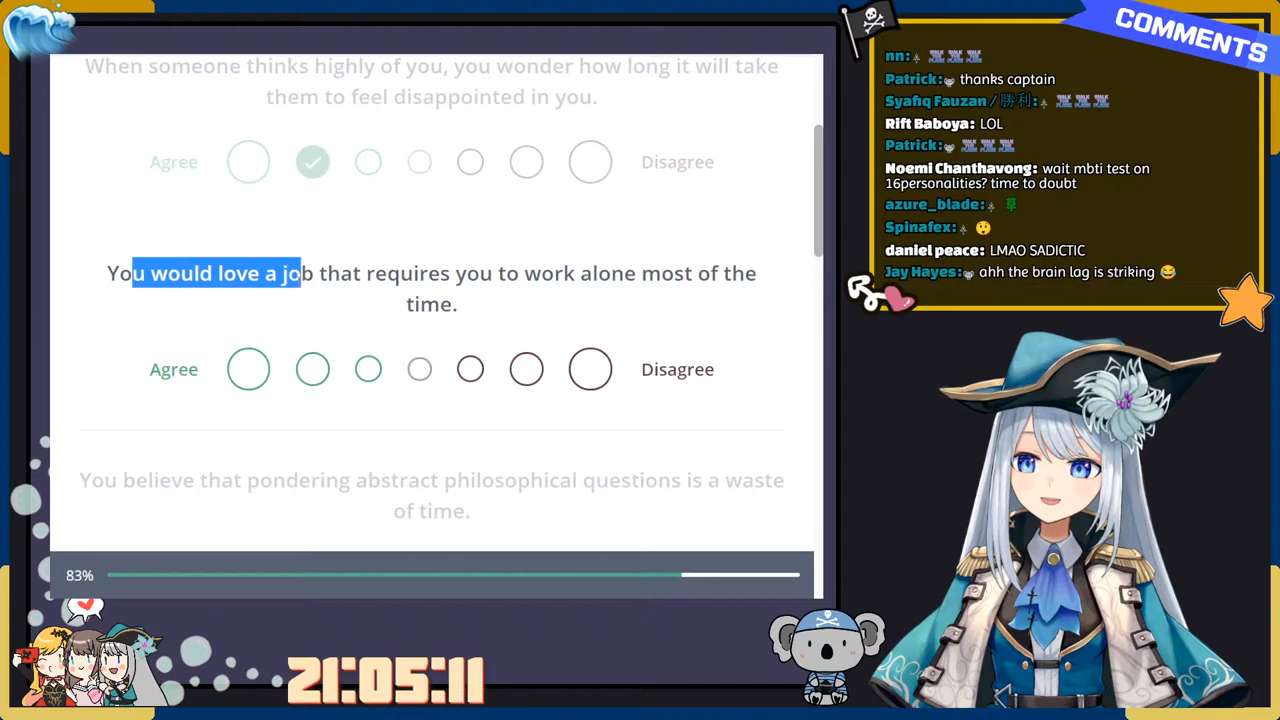 When someone thinks highly of you, you wonder how long it will take
them to feel disappointed in you.
Agree
Disagree
You would love a job that requires you to work alone most of the
time.
Agree
Disagree
You believe that pondering abstract philosophical questions is a waste
of time.
83%
21:05:11
COMMENTS
nn:
Patrick: thanks captain
Syafiq Fauzan / 勝利:
Rift Baboya: LOL
Patrick:
Noemi Chanthavong: wait mbti test on
16personalities? time to doubt
azure_blade: 草
Spinafex: 😲
daniel peace: LMAO SADICTIC
Jay Hayes: ahh the brain lag is striking 😂